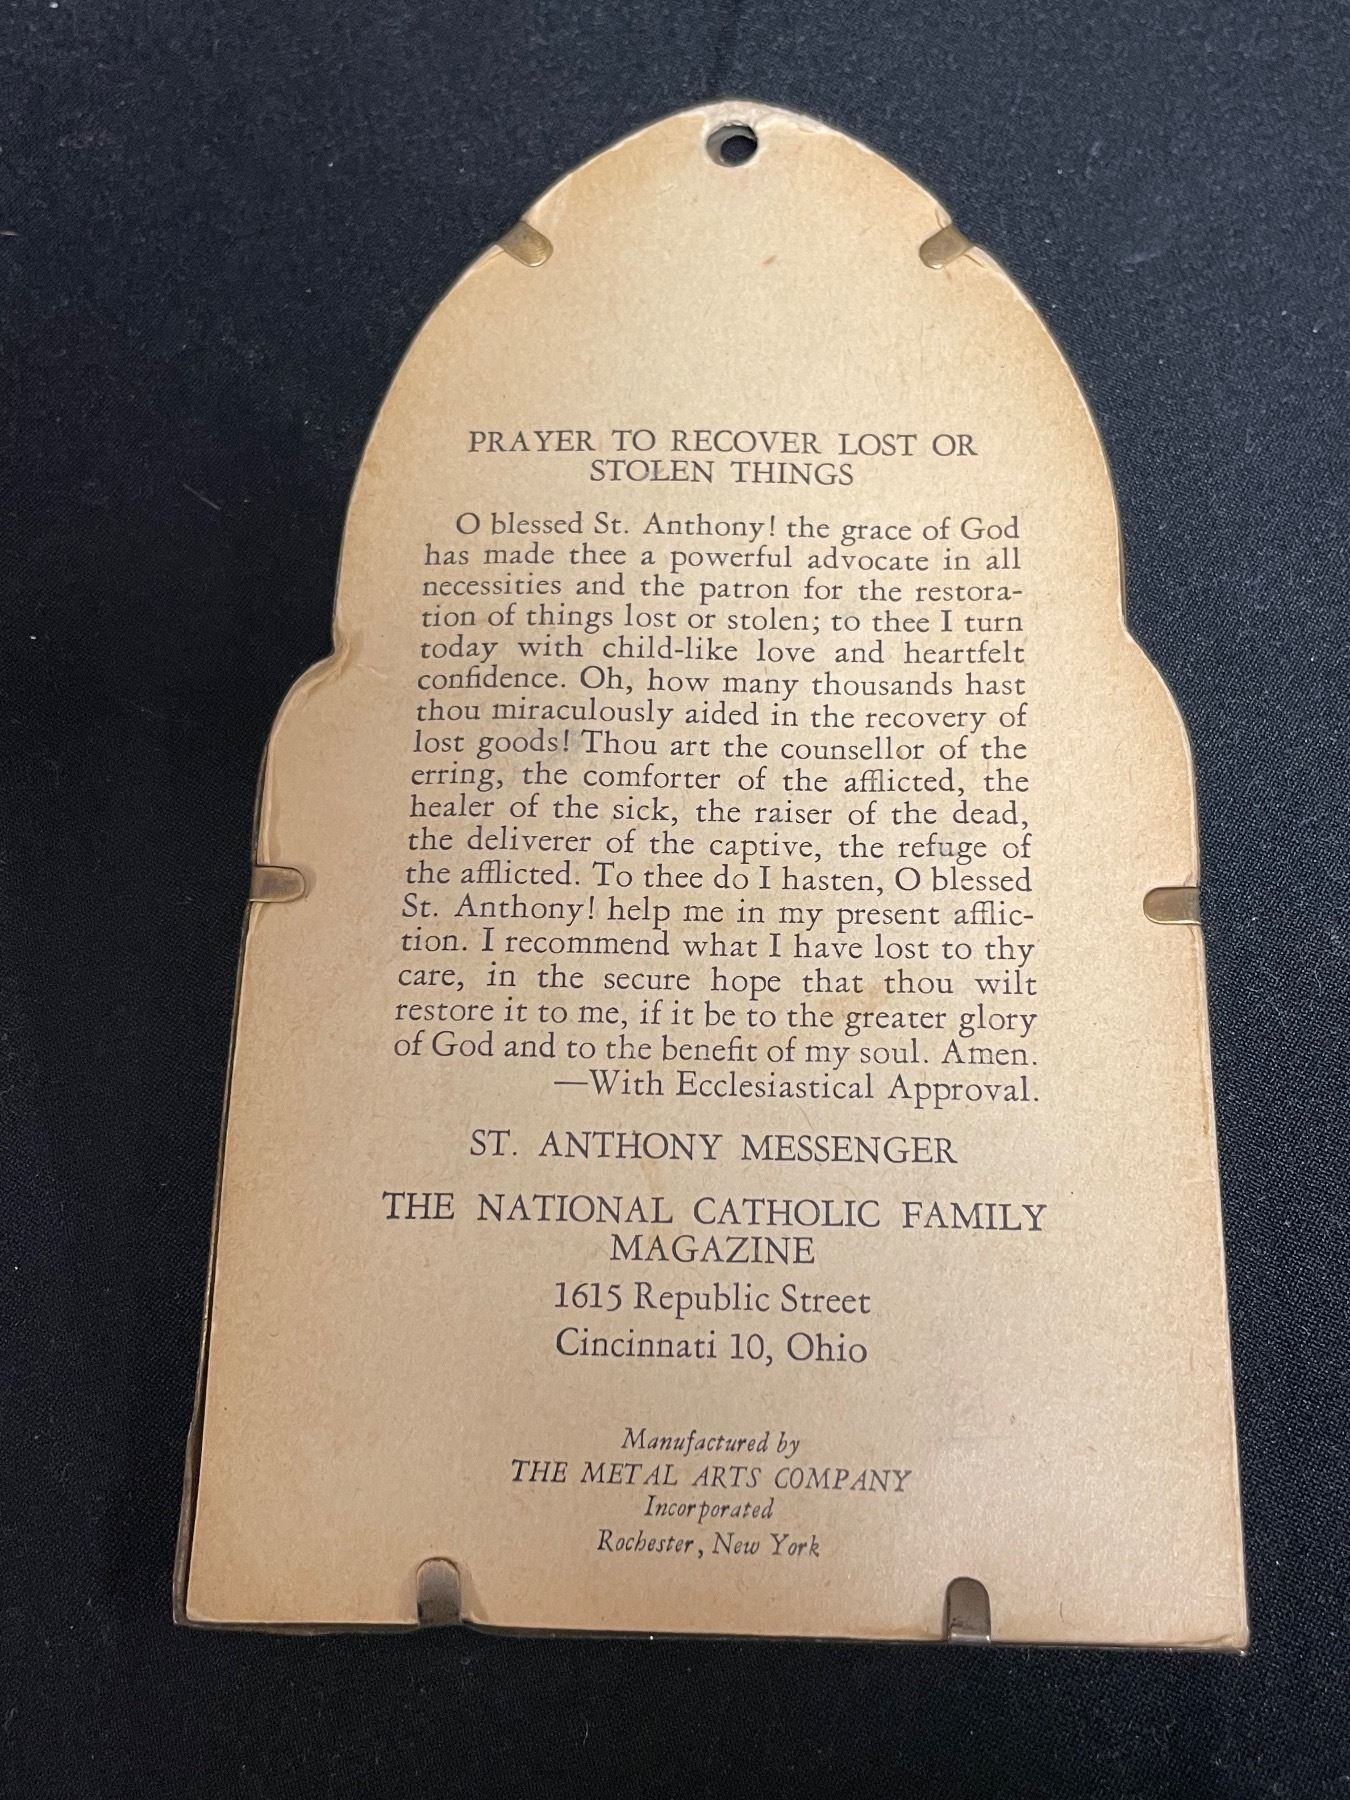 PRAYER TO RECOVER LOST OR
STOLEN THINGS
O blessed St. Anthony! the grace of God
has made thee a powerful advocate in all
necessities and the patron for the restora-
tion of things lost or stolen; to thee I turn
today with child-like love and heartfelt
confidence. Oh, how many thousands hast
thou miraculously aided in the recovery of
lost goods! Thou art the counsellor of the
erring, the comforter of the afflicted, the
healer of the sick, the raiser of the dead,
the deliverer of the captive, the refuge of
the afflicted. To thee do I hasten, O blessed
St. Anthony! help me in my present afflic-
tion. I recommend what I have lost to thy
care, in the secure hope that thou wilt
restore it to me, if it be to the greater glory
of God and to the benefit of my soul. Amen.
—With Ecclesiastical Approval.
ST. ANTHONY MESSENGER
THE NATIONAL CATHOLIC FAMILY
MAGAZINE
1615 Republic Street
Cincinnati 10, Ohio
Manufactured by
THE METAL ARTS COMPANY
Incorporated
Rochester, New York